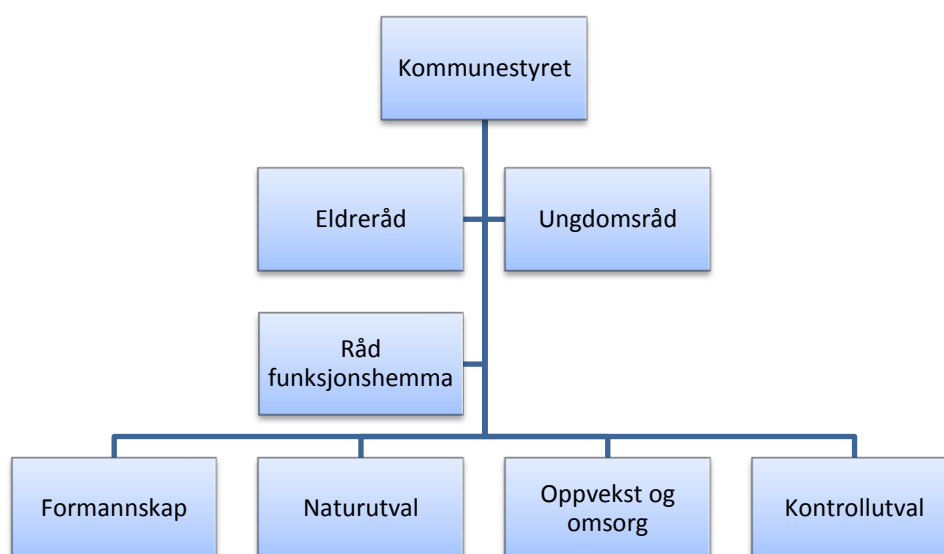 Kommunestyret
Eldreråd
Ungdomsråd
Råd
funksjonshemma
Formannskap
Naturutval
Oppvekst og
omsorg
Kontrollutval